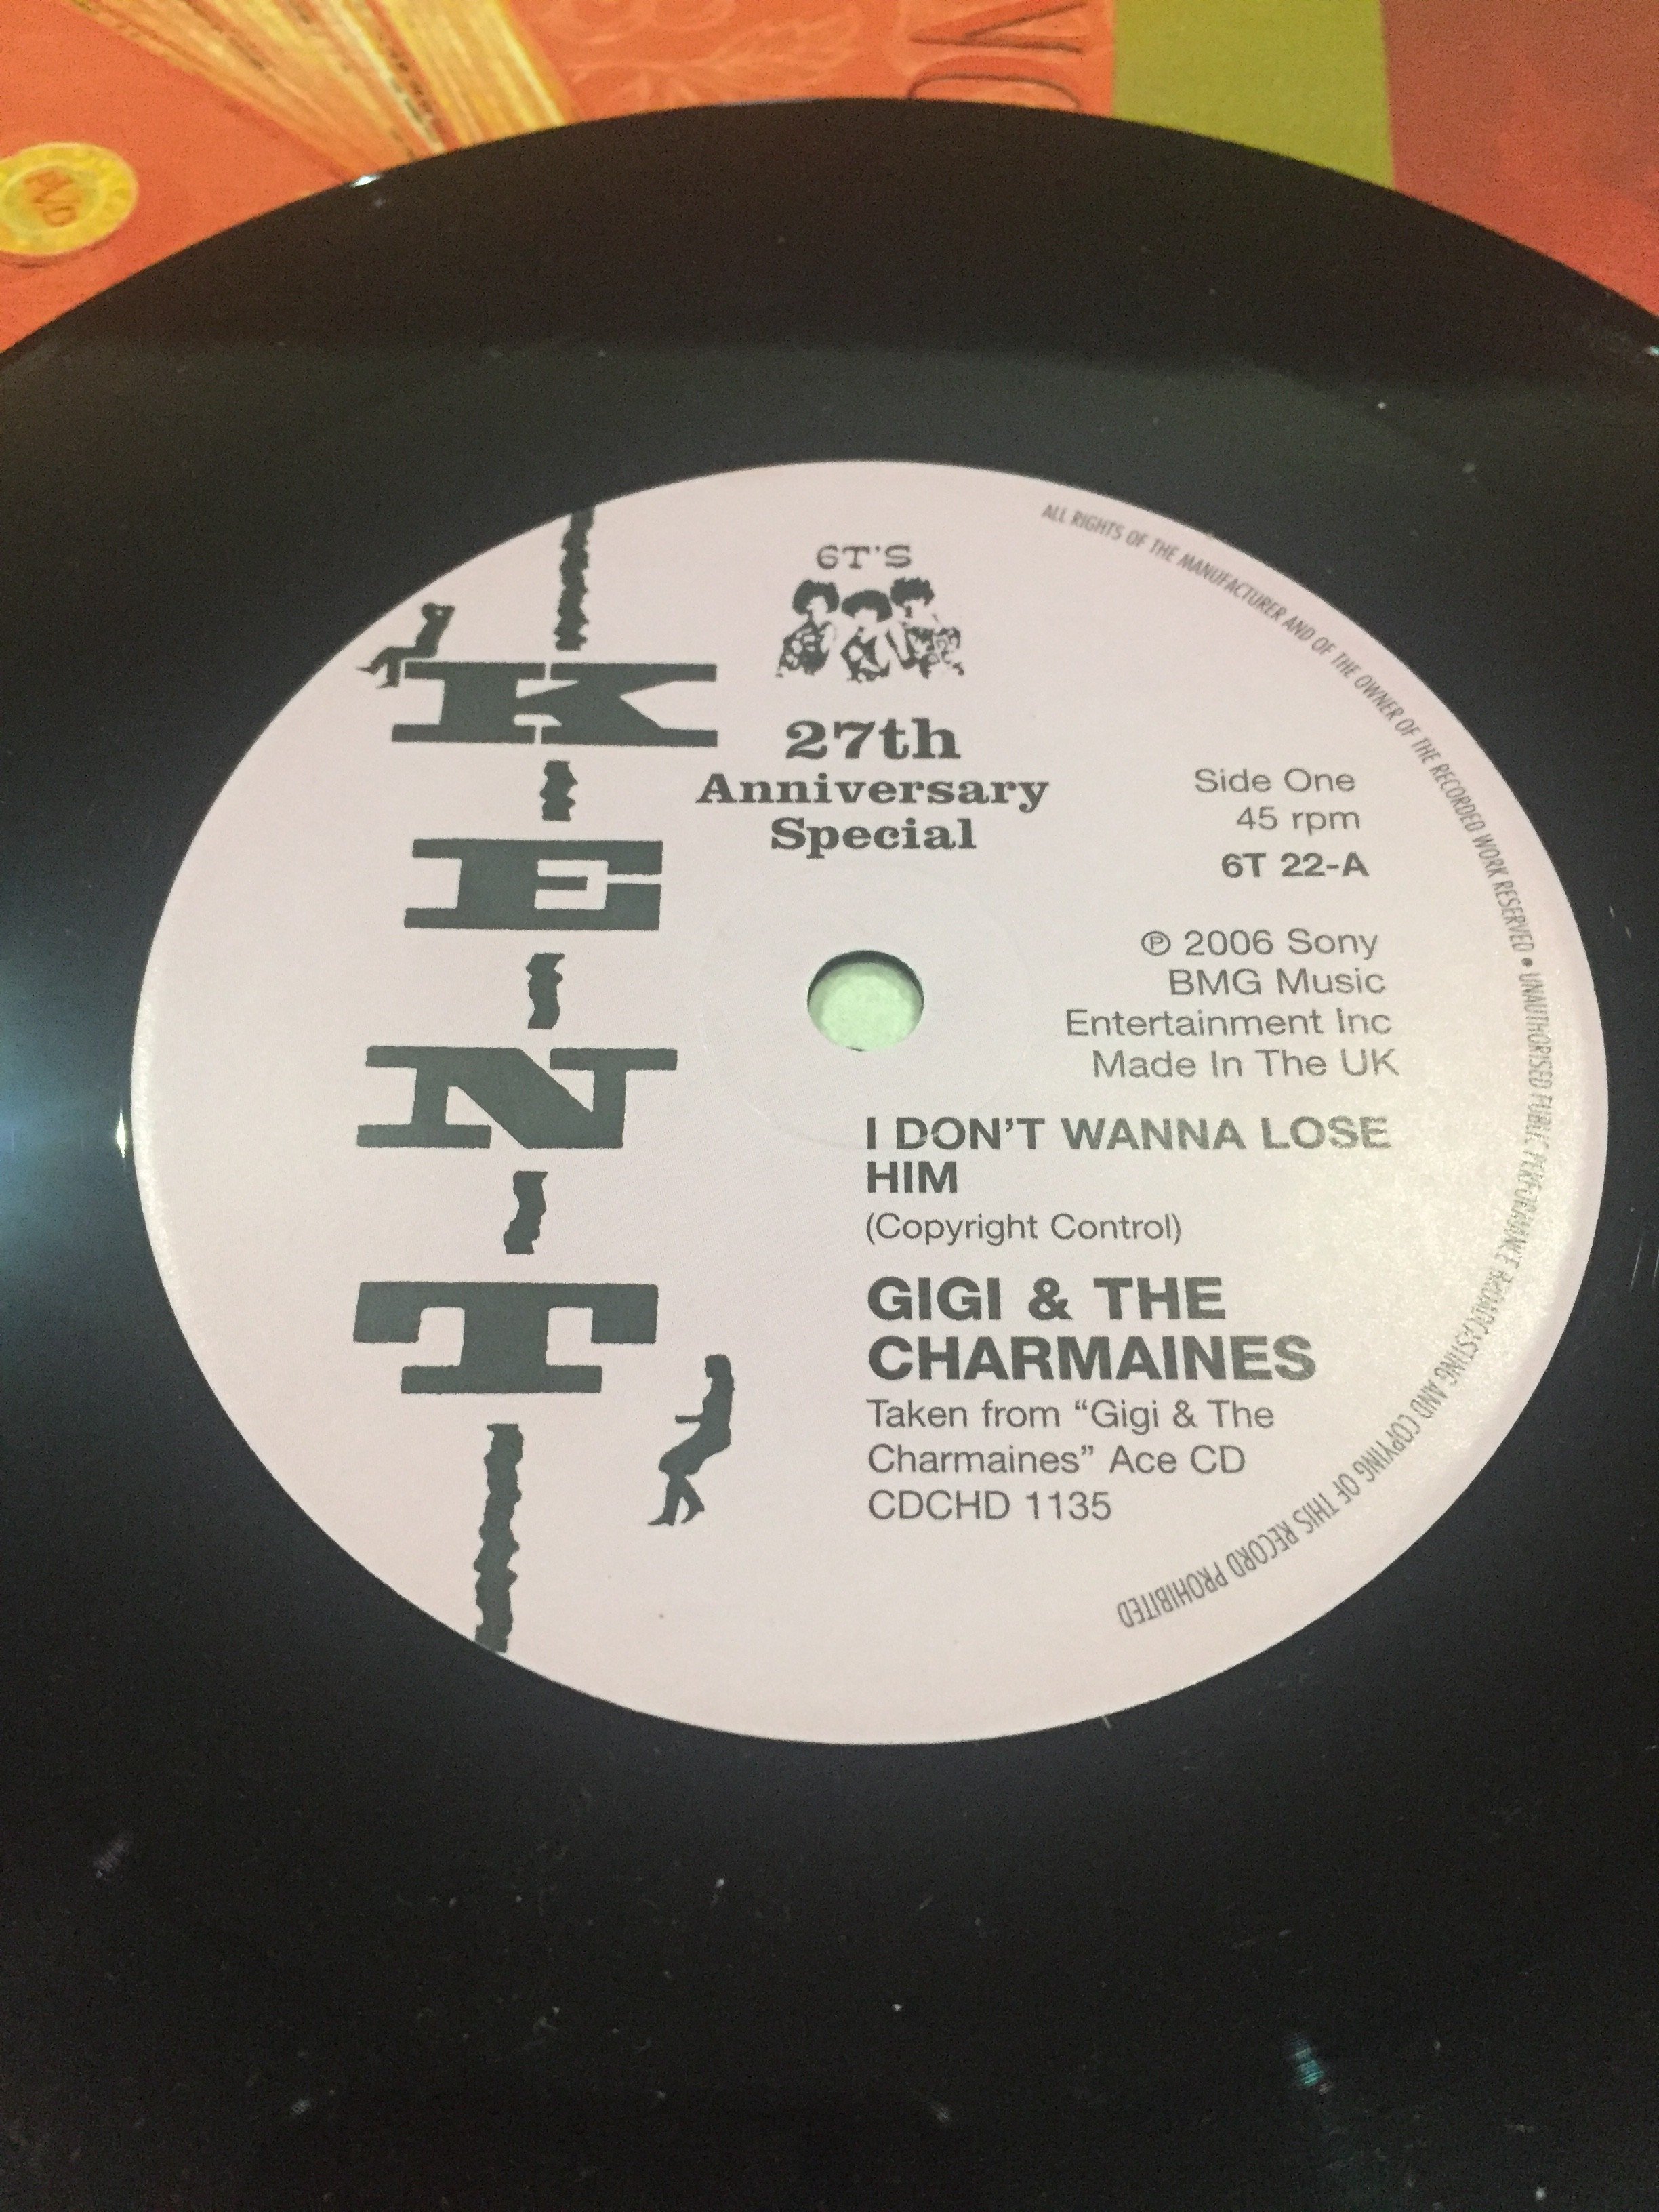 6T'S
KENT
27th
Anniversary
Special
Side One
45 rpm
6T 22-A
℗ 2006 Sony
BMG Music
Entertainment Inc
Made In The UK
I DON'T WANNA LOSE
HIM
(Copyright Control)
GIGI & THE
CHARMAINES
Taken from “Gigi & The
Charmaines” Ace CD
CDCHD 1135
ALL RIGHTS OF THE MANUFACTURER AND OF THE OWNER OF THE RECORDED WORK RESERVED • UNAUTHORISED PUBLIC PERFORMANCE BROADCASTING AND COPYING OF THIS RECORD PROHIBITED